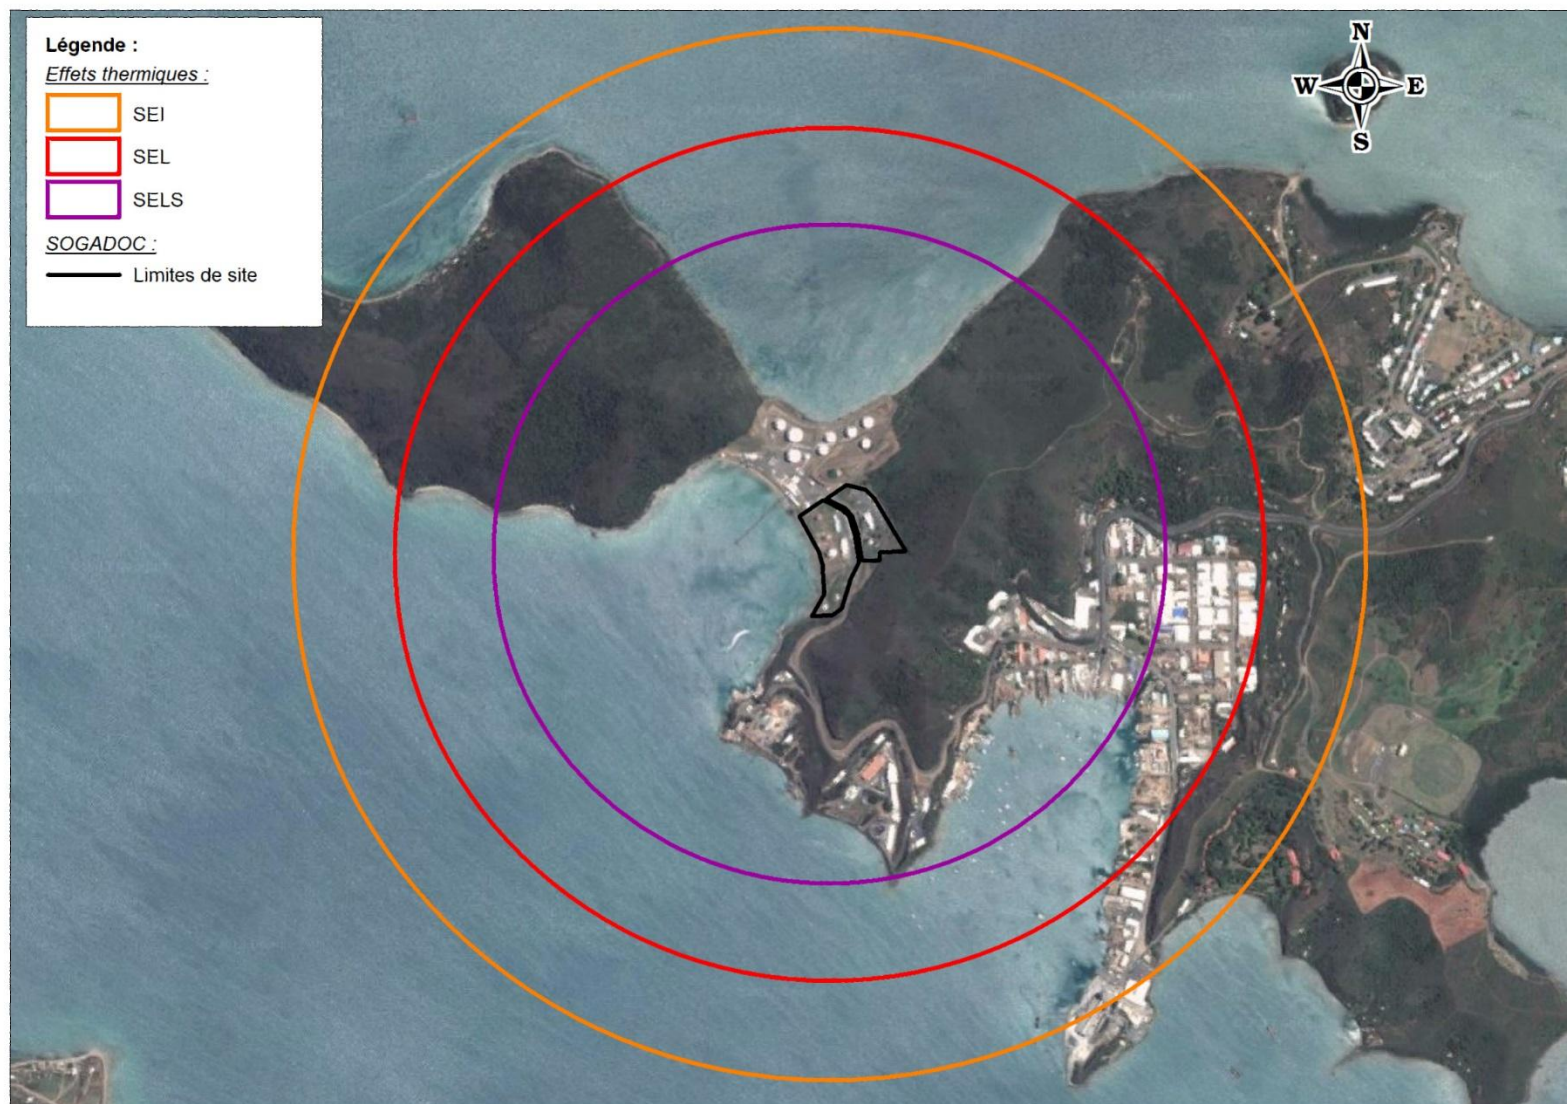 Légende :
Effets thermiques :
SEI
SEL
SELS
SOGADOC :
Limites de site
N
W E
S